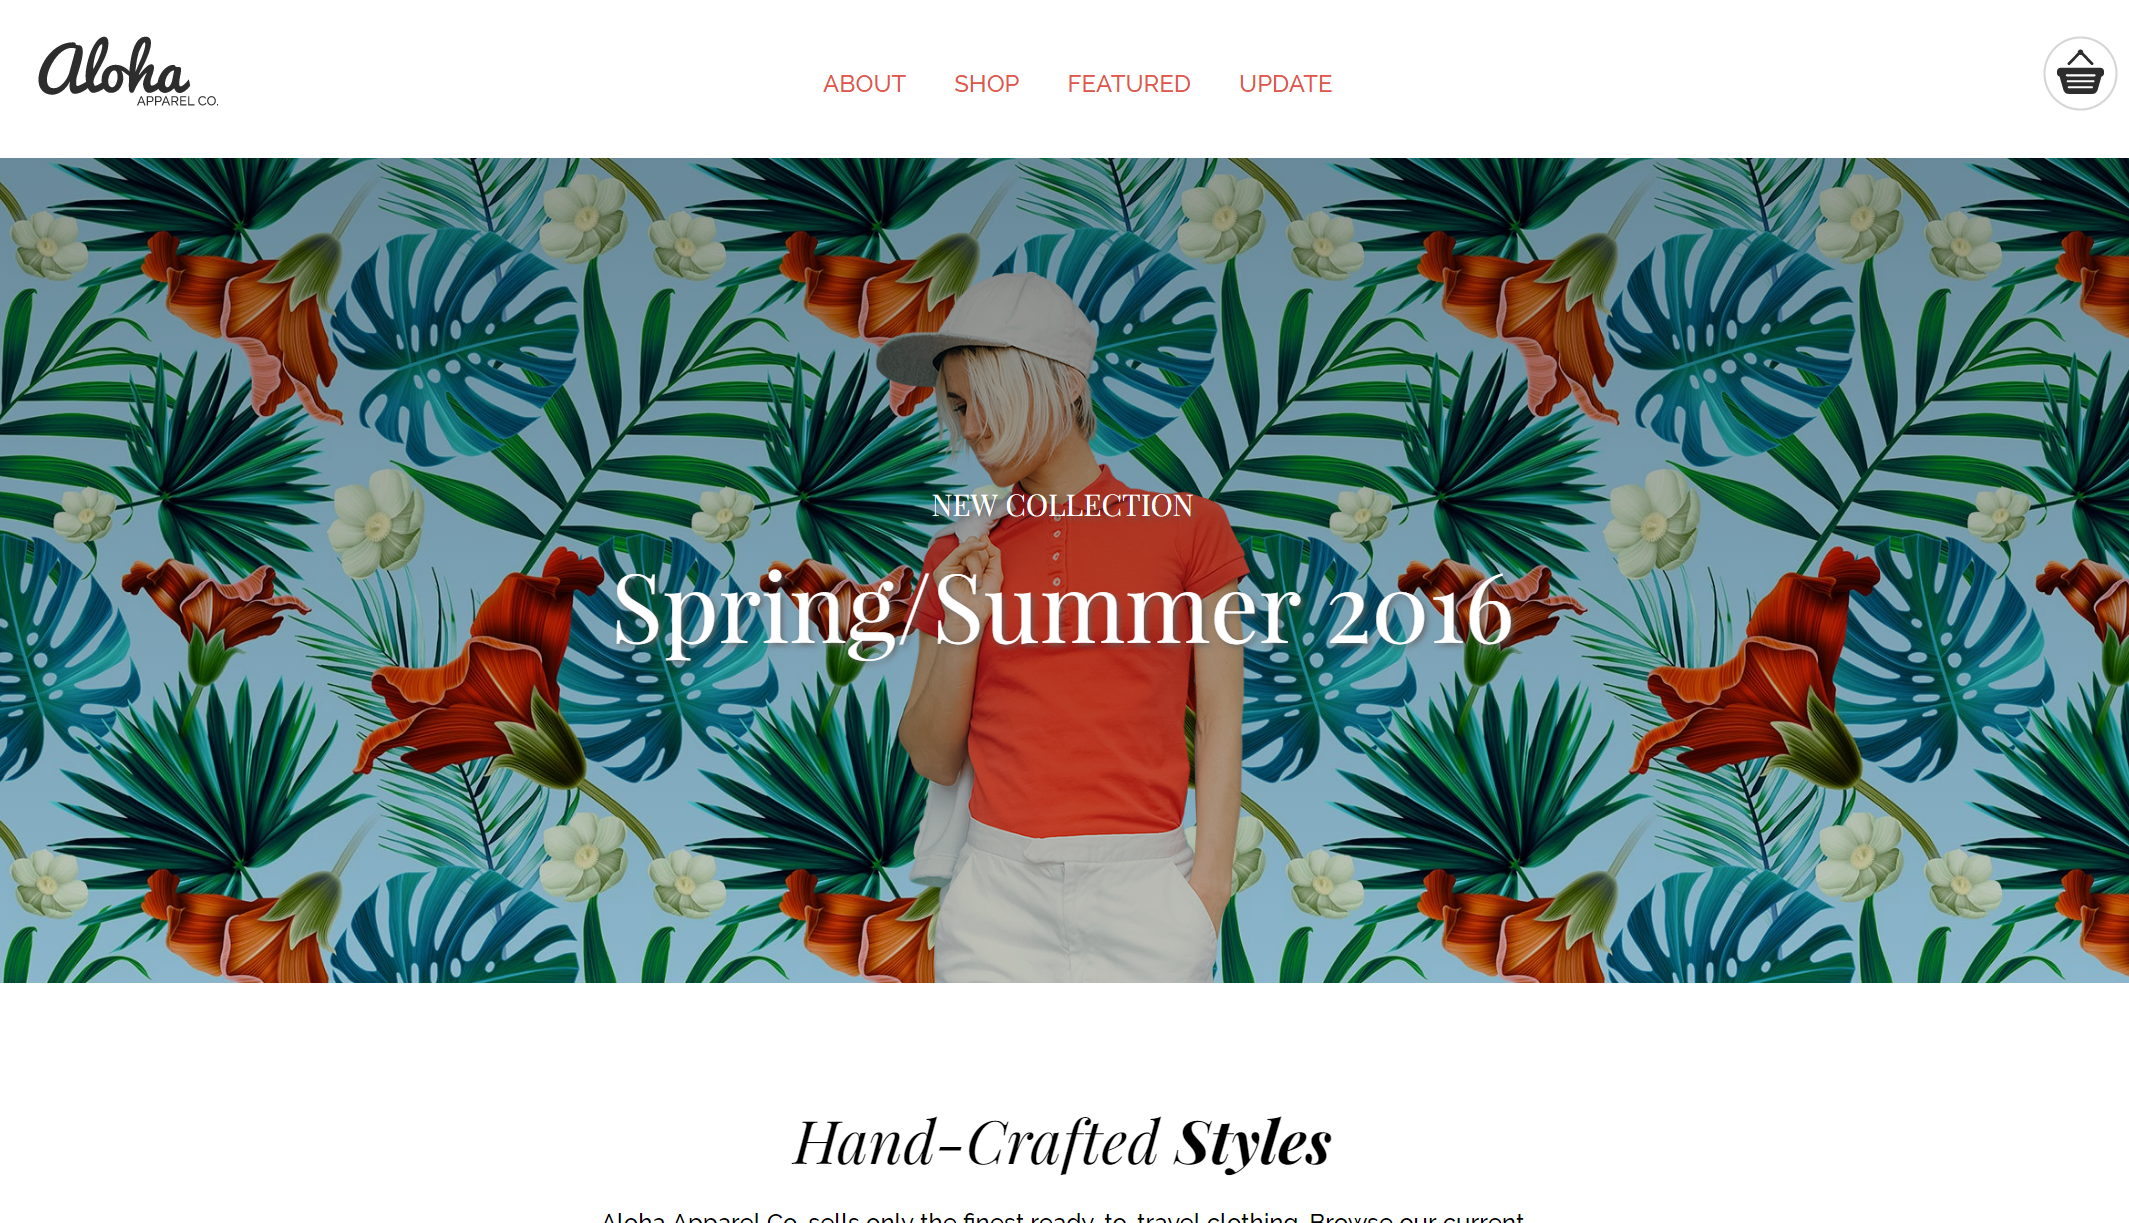 Aloha
APPAREL CO.
ABOUT SHOP FEATURED UPDATE
NEW COLLECTION
Spring/Summer 2016
Hand-Crafted Styles
Aloha Apparel Co. sells only the finest ready-to-travel clothing. Browse our current